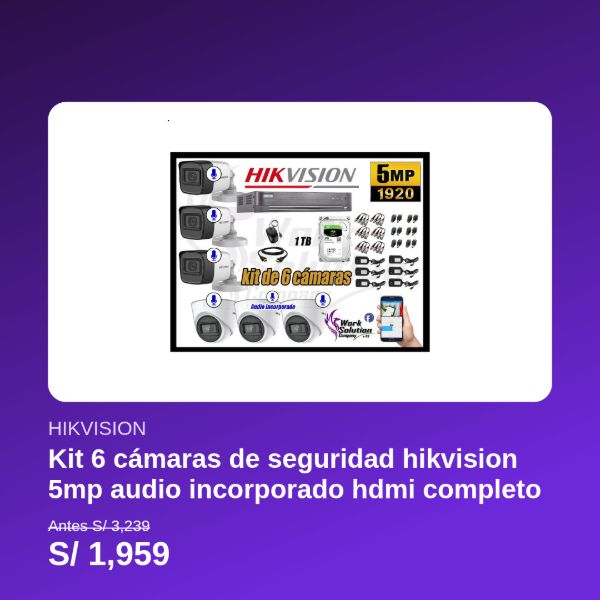 HIKVISION
5MP
1920
1 TB
kit de 6 cámaras
Audio incorporado
Work
Solution
Company
HIKVISION
Kit 6 cámaras de seguridad hikvision
5mp audio incorporado hdmi completo
Antes S/ 3,239
S/ 1,959